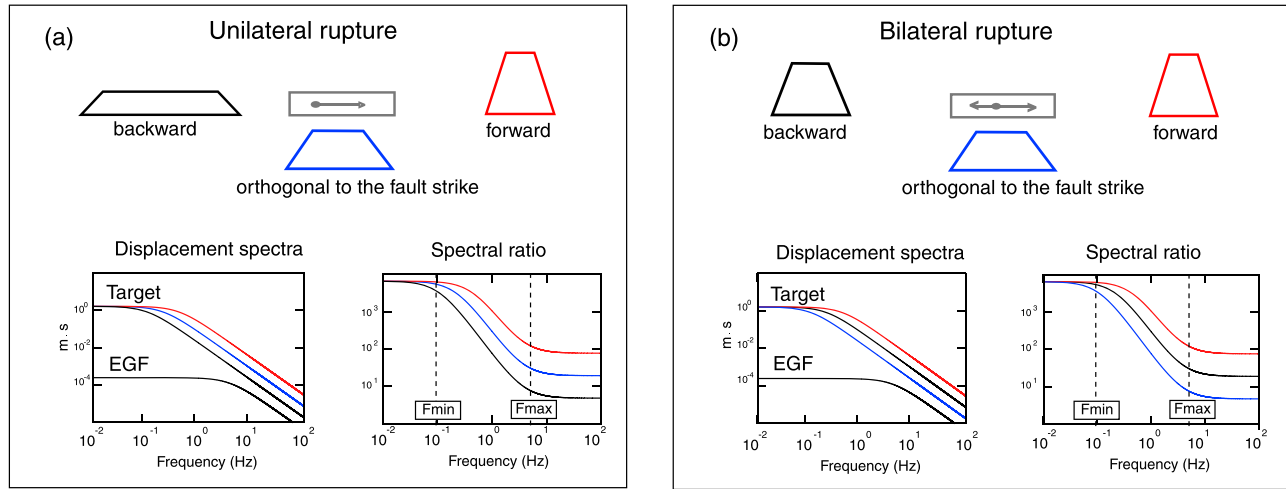 (a)
Unilateral rupture
backward
forward
orthogonal to the fault strike
Displacement spectra
Spectral ratio
Target
EGF
m. s
10^0
10^-2
10^-4
10^-2 10^-1 10^0 10^1 10^2
Frequency (Hz)
10^3
10^2
10^1
Fmin
Fmax
10^-2 10^-1 10^0 10^1 10^2
Frequency (Hz)
(b)
Bilateral rupture
backward
forward
orthogonal to the fault strike
Displacement spectra
Spectral ratio
Target
EGF
m. s
10^0
10^-2
10^-4
10^-2 10^-1 10^0 10^1 10^2
Frequency (Hz)
10^3
10^2
10^1
Fmin
Fmax
10^-2 10^-1 10^0 10^1 10^2
Frequency (Hz)